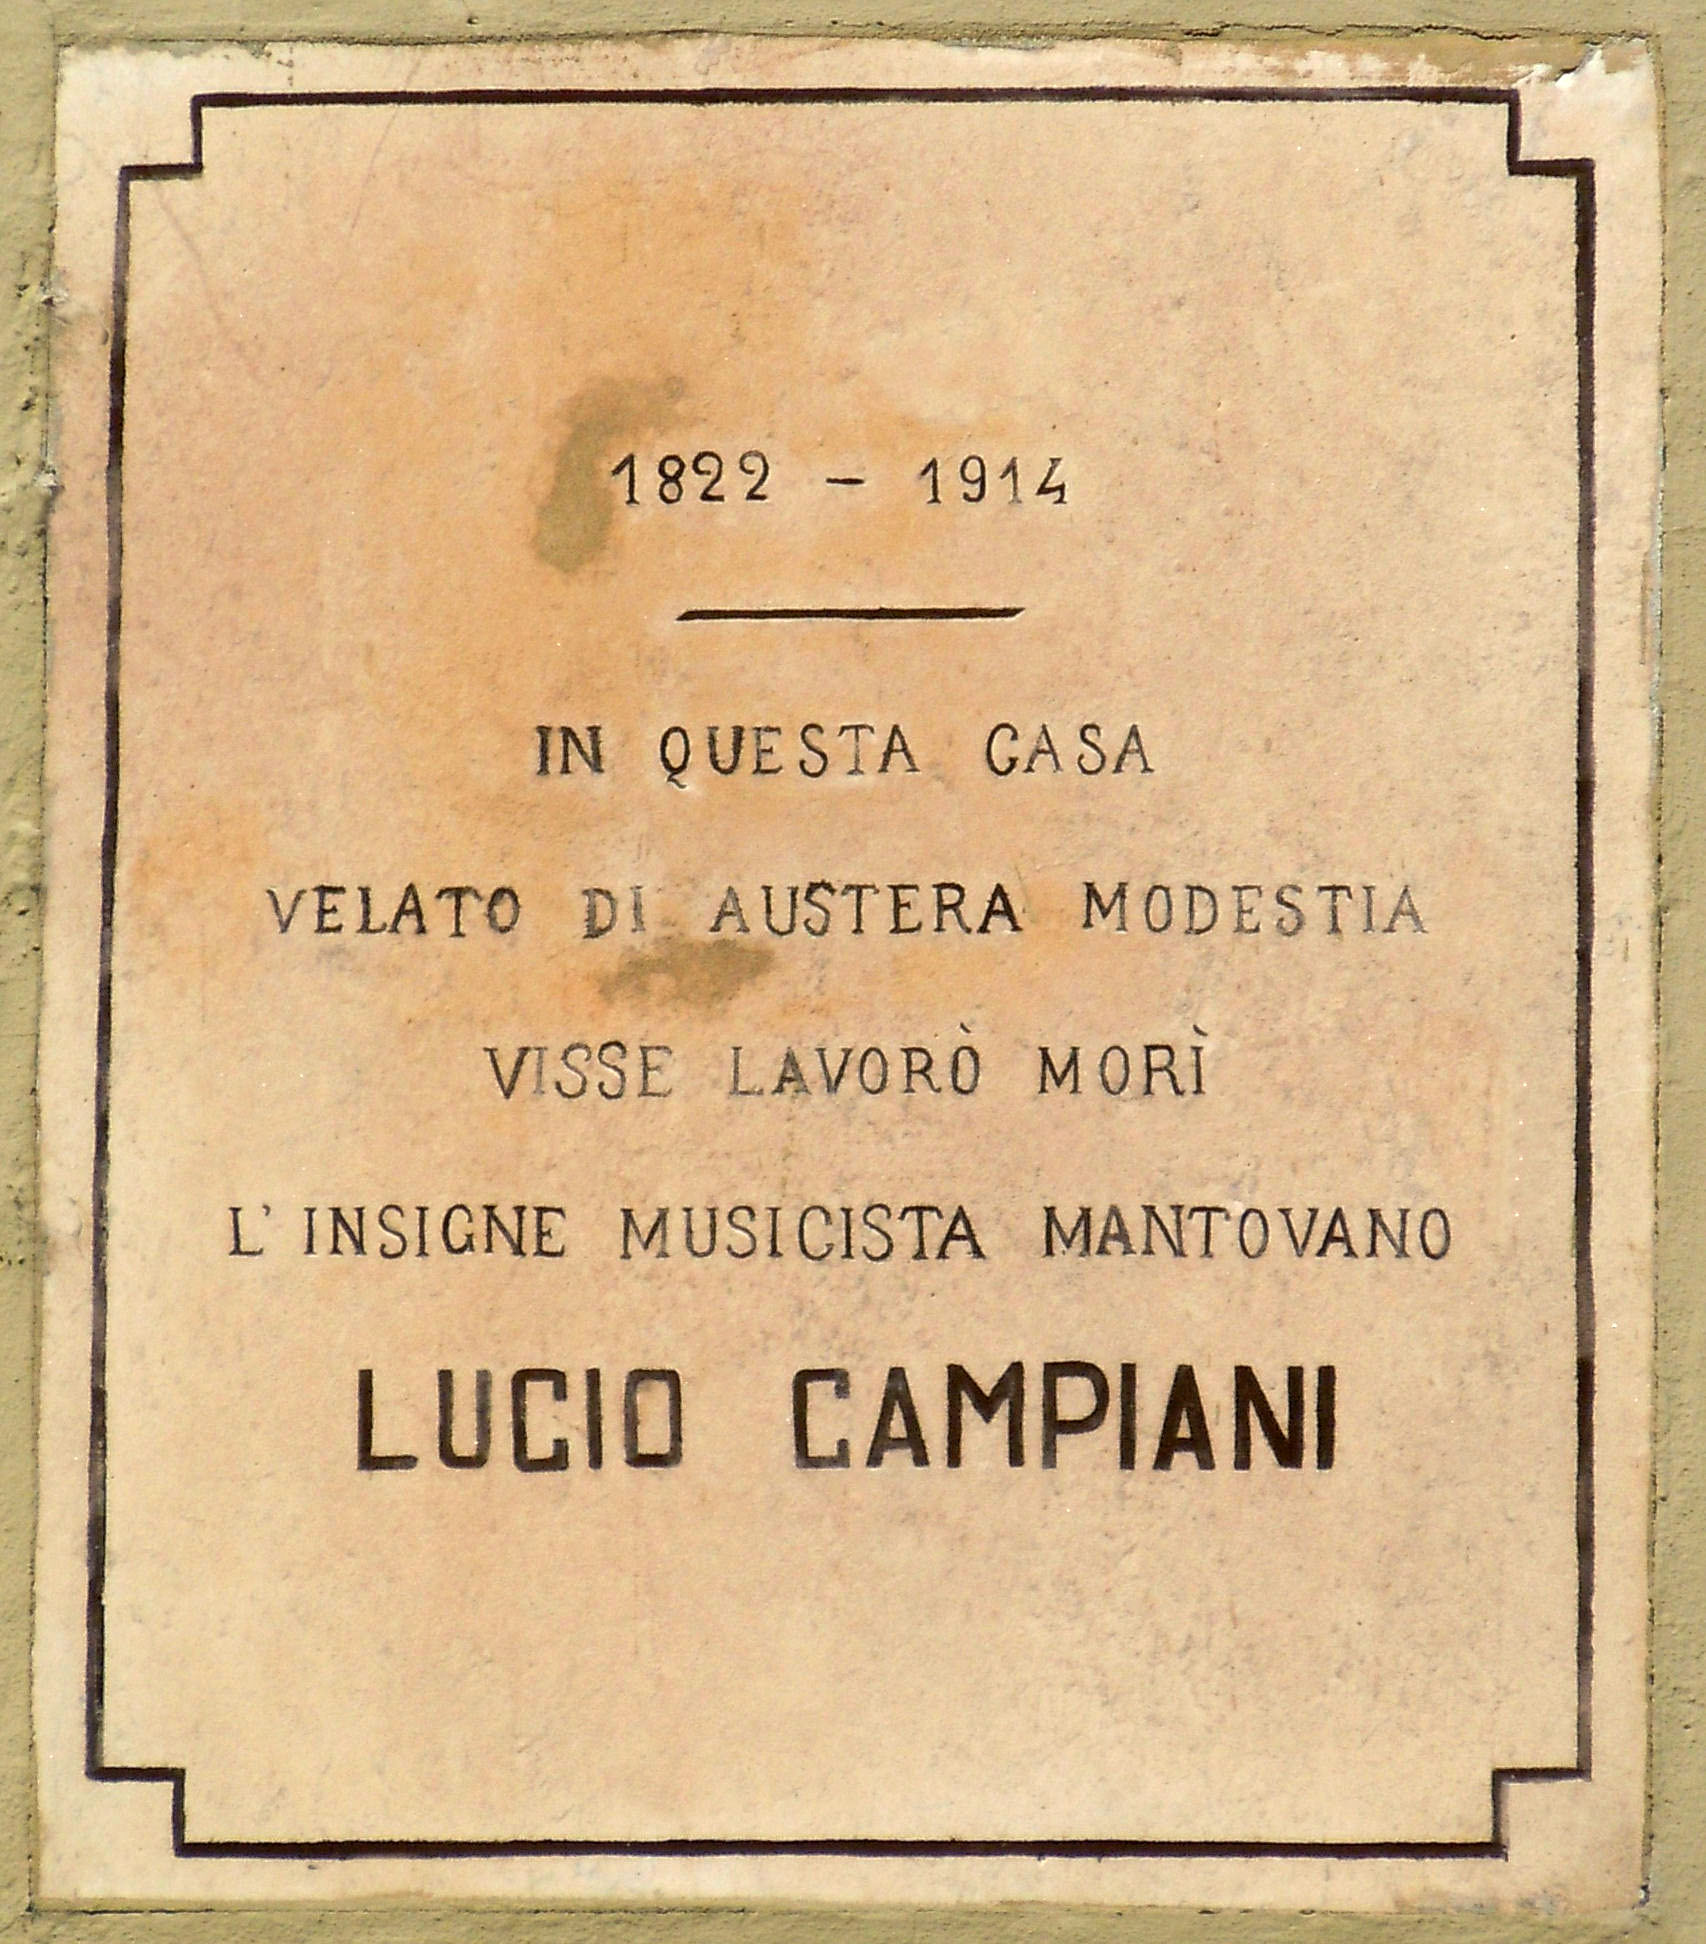 1822 - 1914
IN QUESTA CASA
VELATO DI AUSTERA MODESTIA
VISSE LAVORÒ MORÌ
L'INSIGNE MUSICISTA MANTOVANO
LUCIO CAMPIANI